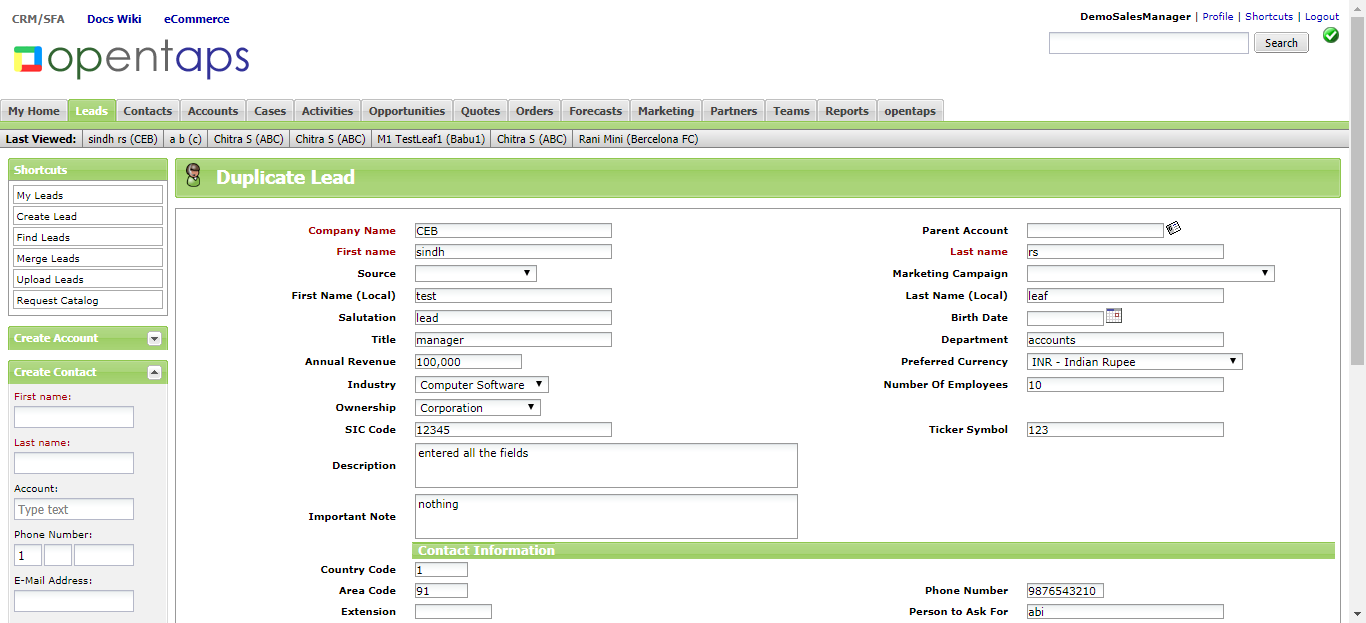 CRM/SFA Docs Wiki eCommerce
DemoSalesManager | Profile | Shortcuts | Logout
opentaps
Search
My Home Leads Contacts Accounts Cases Activities Opportunities Quotes Orders Forecasts Marketing Partners Teams Reports opentaps
Last Viewed: sindh rs (CEB) a b (c) Chitra S (ABC) Chitra S (ABC) M1 TestLeaf1 (Babu1) Chitra S (ABC) Rani Mini (Bercelona FC)
Shortcuts
My Leads
Create Lead
Find Leads
Merge Leads
Upload Leads
Request Catalog
Create Account
Create Contact
First name:
Last name:
Account:
Type text
Phone Number:
1
E-Mail Address:
Duplicate Lead
Company Name CEB Parent Account
First name sindh Last name rs
Source Marketing Campaign
First Name (Local) test Last Name (Local) leaf
Salutation lead Birth Date
Title manager Department accounts
Annual Revenue 100,000 Preferred Currency INR - Indian Rupee
Industry Computer Software Number Of Employees 10
Ownership Corporation
SIC Code 12345 Ticker Symbol 123
Description entered all the fields
Important Note nothing
Contact Information
Country Code 1
Area Code 91 Phone Number 9876543210
Extension Person to Ask For abi